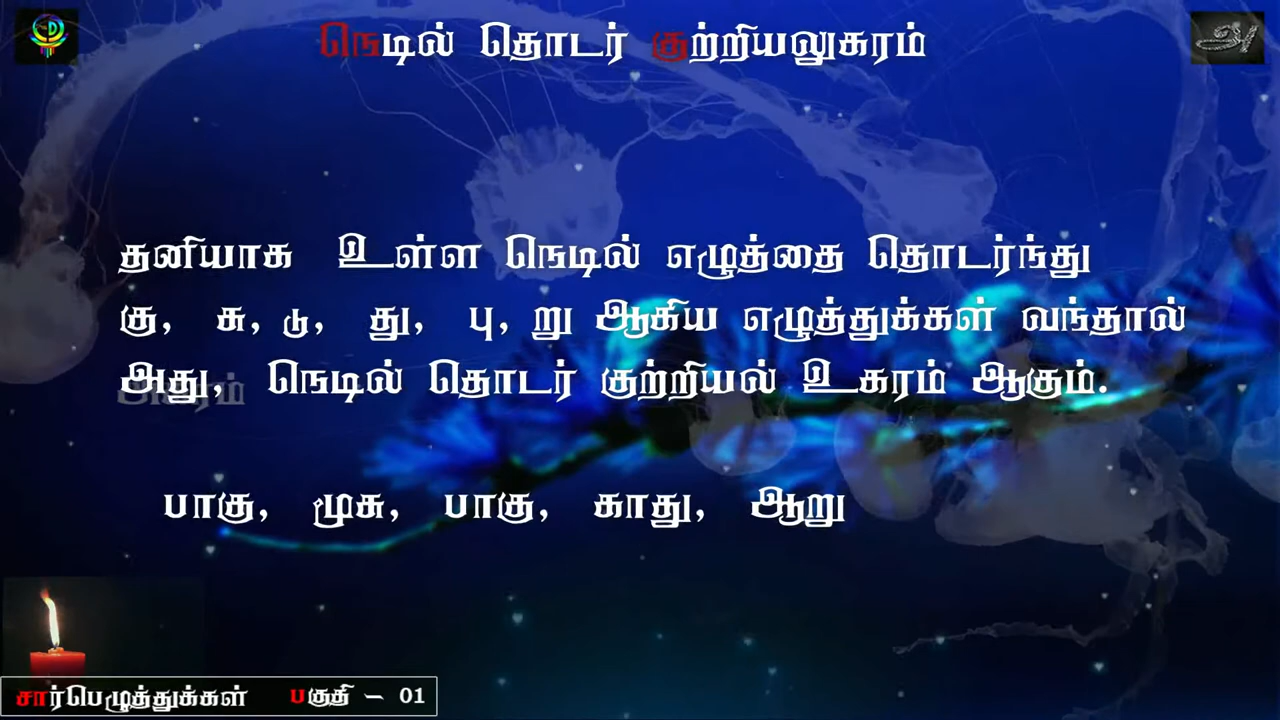 நெடில் தொடர் குற்றியலுகரம்
தனியாக உள்ள நெடில் எழுத்தை தொடர்ந்து
கு, சு, டு, து, பு, று ஆகிய எழுத்துக்கள் வந்தால்
அது, நெடில் தொடர் குற்றியல் உகரம் ஆகும்.
பாகு, மூசு, பாகு, காது, ஆறு
சார்பெழுத்துக்கள் பகுதி – 01